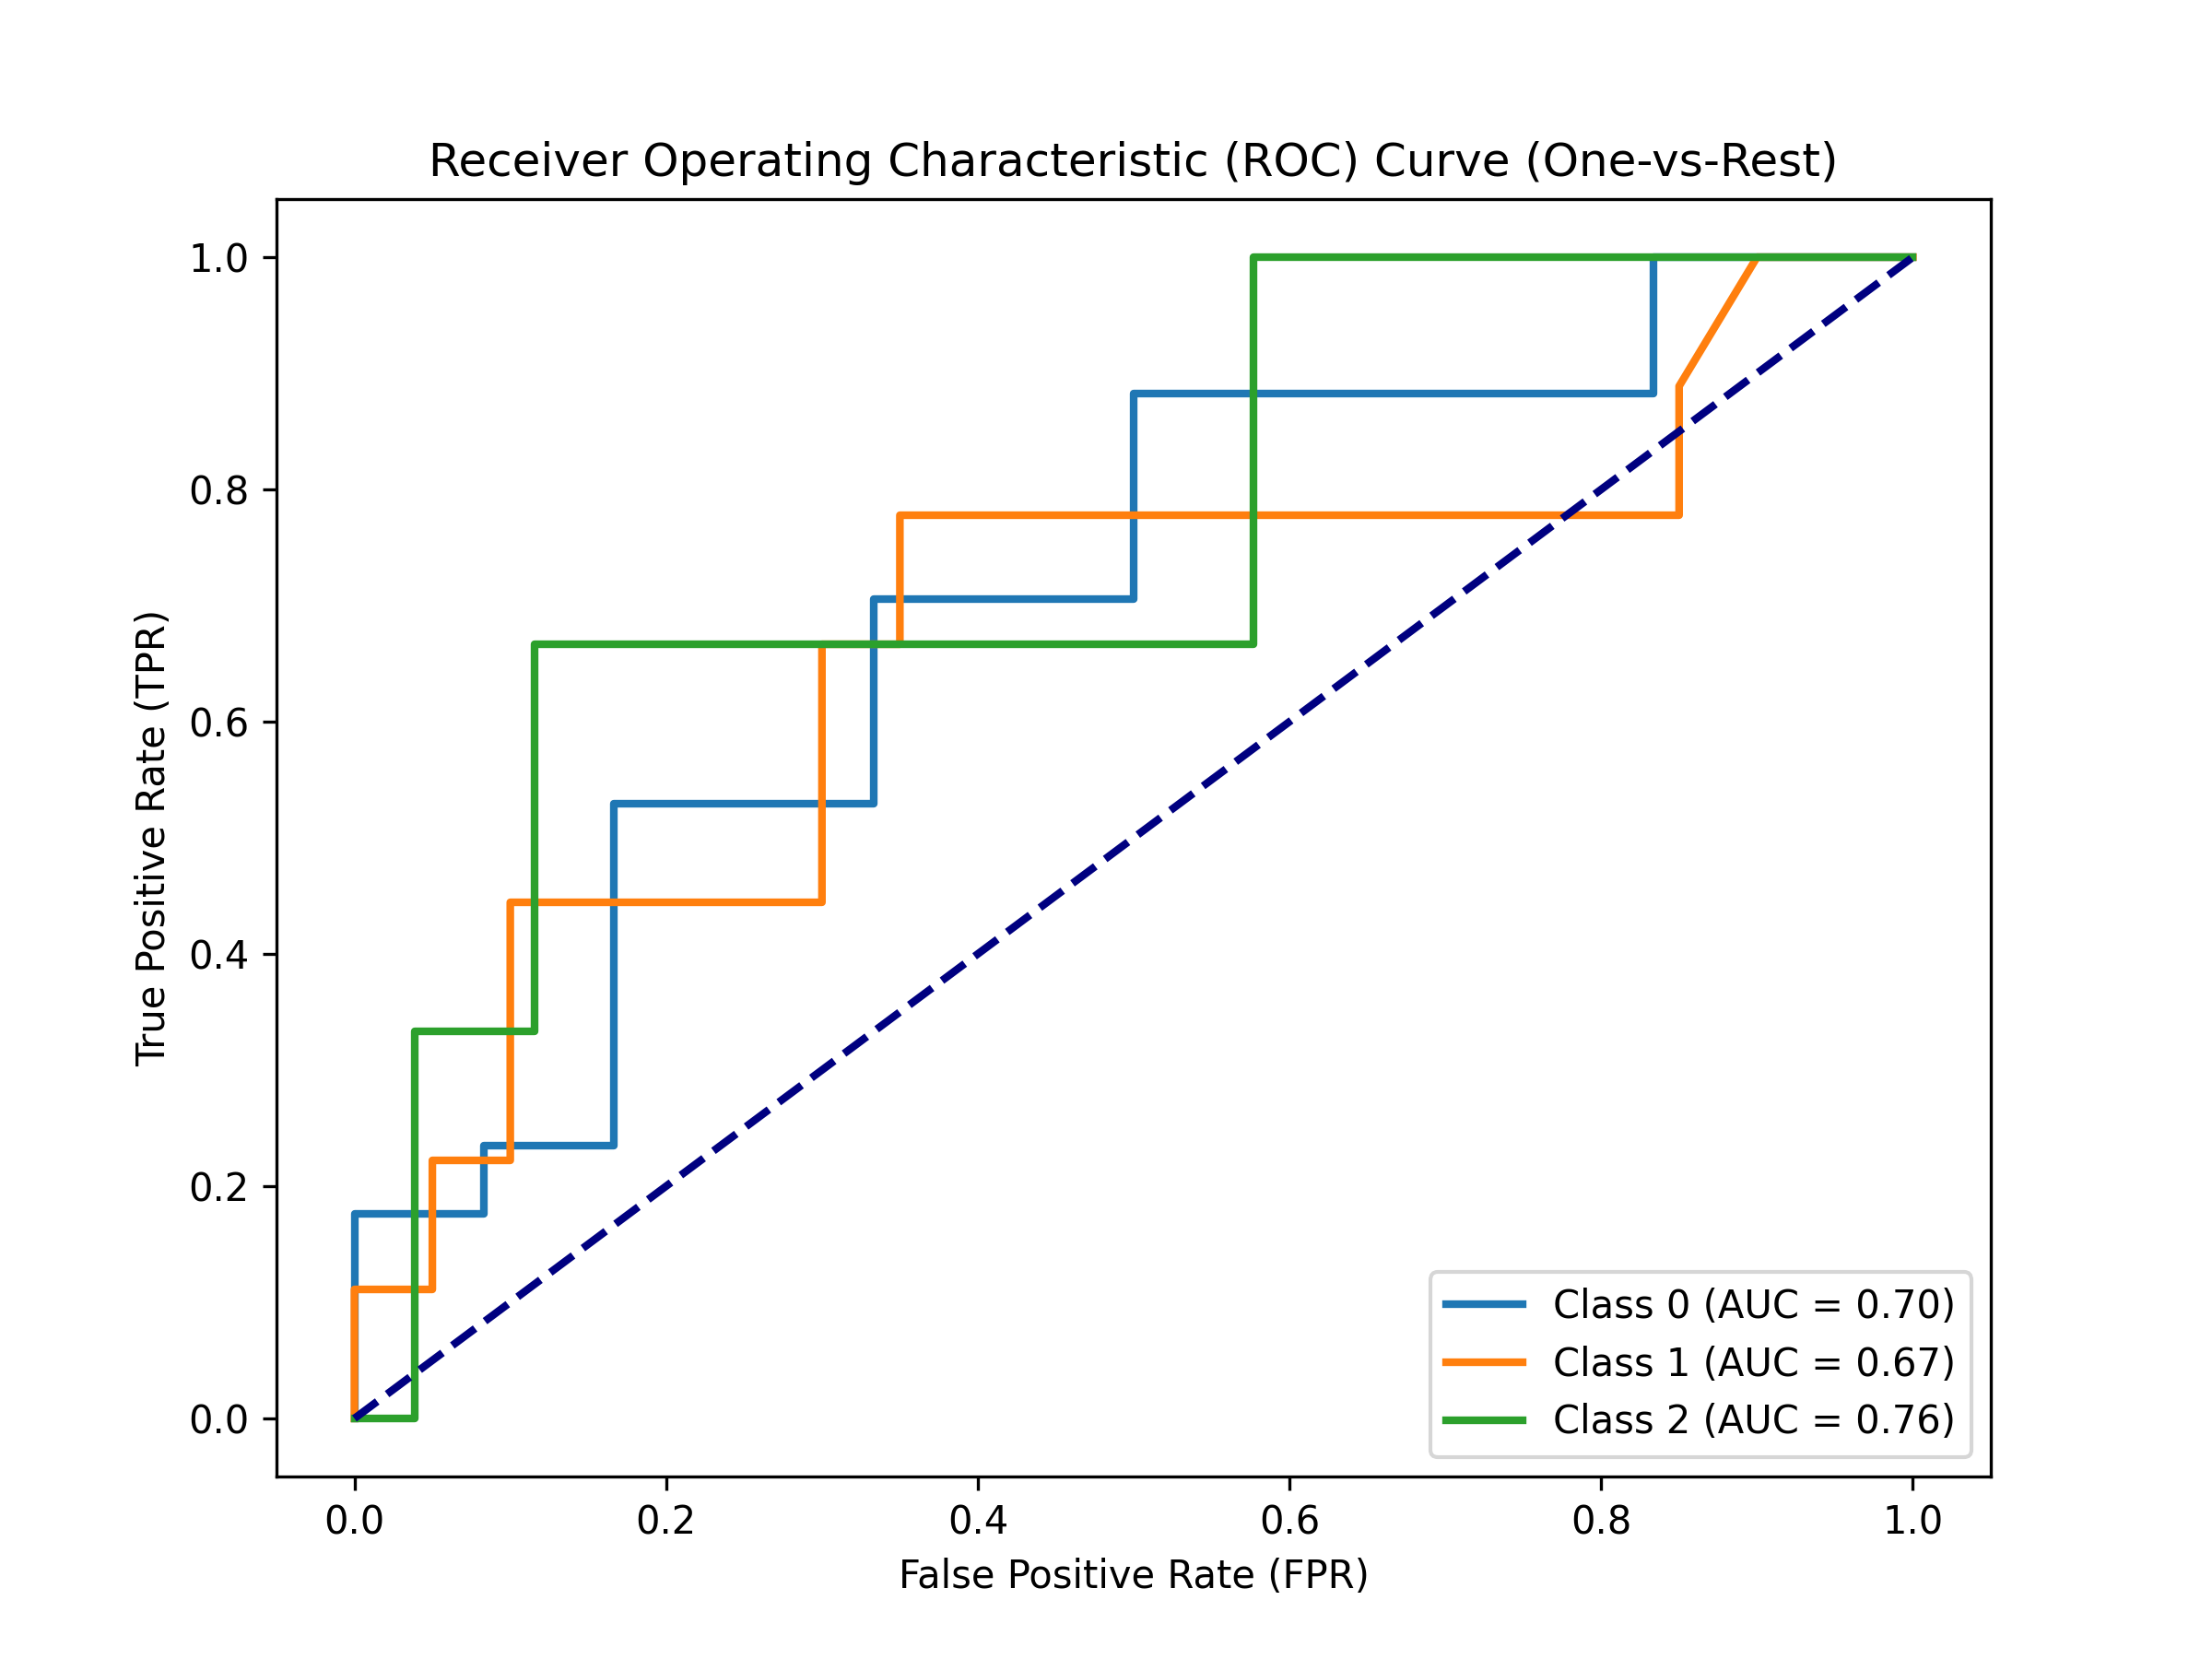 Receiver Operating Characteristic (ROC) Curve (One-vs-Rest)
True Positive Rate (TPR)
1.0
0.8
0.6
0.4
0.2
0.0
Class 0 (AUC = 0.70)
Class 1 (AUC = 0.67)
Class 2 (AUC = 0.76)
0.0 0.2 0.4 0.6 0.8 1.0
False Positive Rate (FPR)